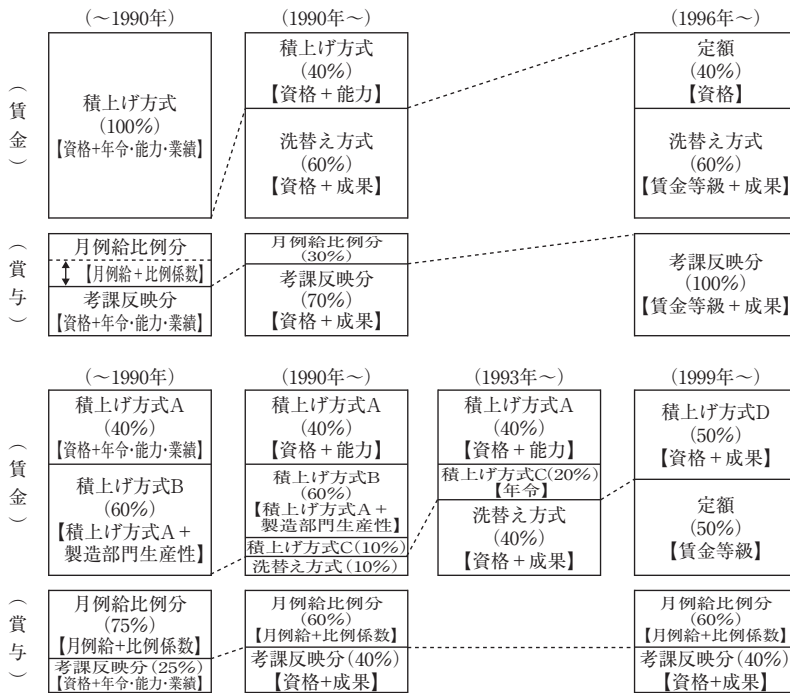 (～1990年)
(1990年～)
(1996年～)
(賃金)
積上げ方式
(100%)
【資格+年令・能力・業績】
積上げ方式
(40%)
【資格＋能力】
洗替え方式
(60%)
【資格＋成果】
定額
(40%)
【資格】
洗替え方式
(60%)
【賃金等級＋成果】
(賞与)
月例給比例分
【月例給＋比例係数】
考課反映分
【資格+年令・能力・業績】
月例給比例分
(30%)
考課反映分
(70%)
【資格＋成果】
考課反映分
(100%)
【賃金等級＋成果】
(～1990年)
(1990年～)
(1993年～)
(1999年～)
(賃金)
積上げ方式A
(40%)
【資格+年令・能力・業績】
積上げ方式B
(60%)
【積上げ方式A＋
製造部門生産性】
積上げ方式A
(40%)
【資格＋能力】
積上げ方式B
(60%)
【積上げ方式A＋
製造部門生産性】
積上げ方式C(10%)
洗替え方式(10%)
積上げ方式A
(40%)
【資格＋能力】
積上げ方式C(20%)
【年令】
洗替え方式
(40%)
【資格＋成果】
積上げ方式D
(50%)
【資格＋成果】
定額
(50%)
【賃金等級】
(賞与)
月例給比例分
(75%)
【月例給+比例係数】
考課反映分(25%)
【資格+年令・能力・業績】
月例給比例分
(60%)
【月例給+比例係数】
考課反映分(40%)
【資格+成果】
月例給比例分
(60%)
【月例給+比例係数】
考課反映分(40%)
【資格+成果】